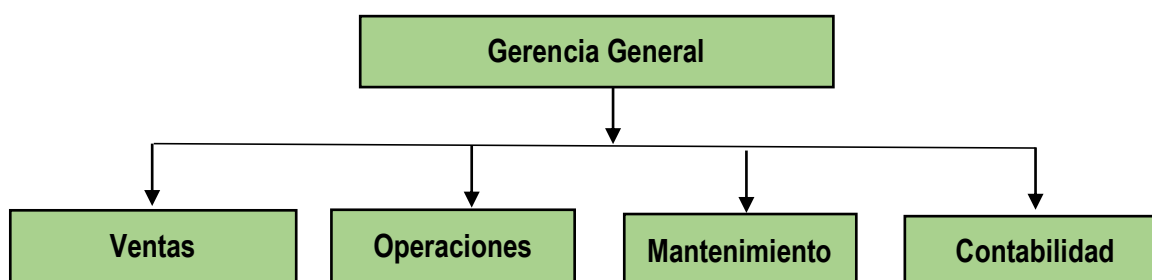 Gerencia General
Ventas
Operaciones
Mantenimiento
Contabilidad